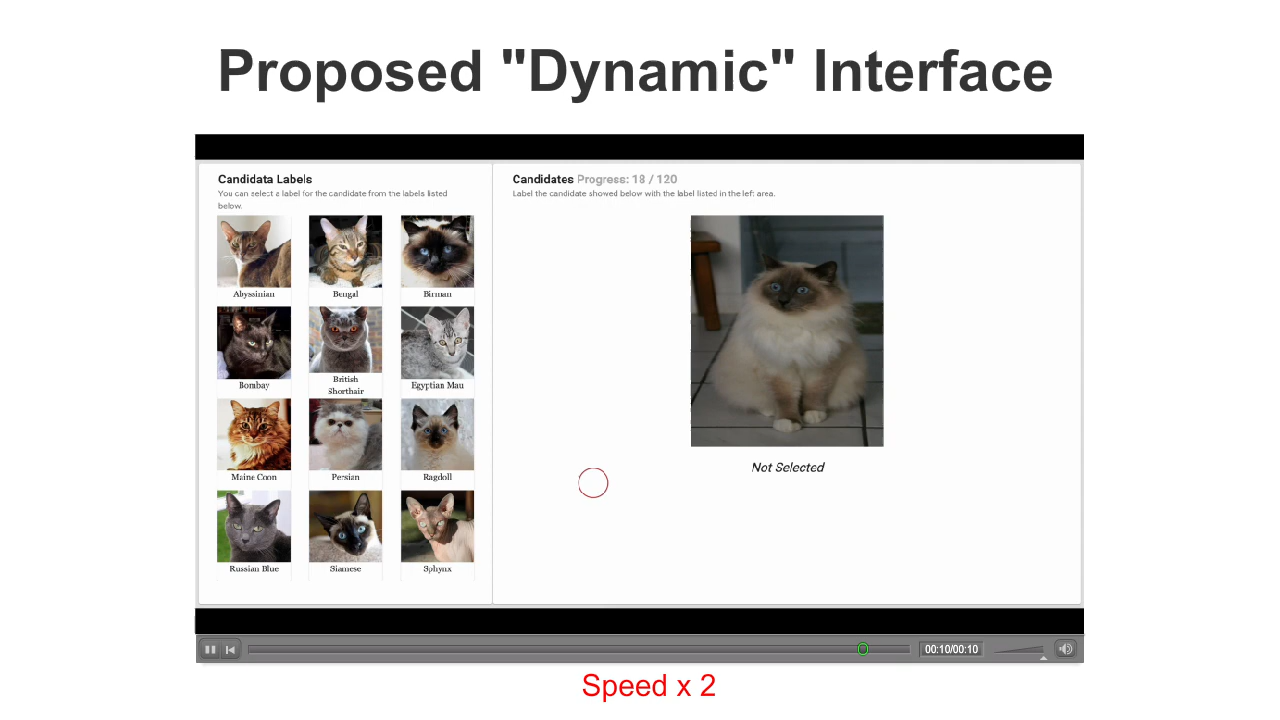 Proposed "Dynamic" Interface
Candidata Labels
You can select a label for the candidate from the labels listed
below.
Candidates Progress: 18 / 120
Label the candidate showed below with the label listed in the left area.
Abyssinian
Bengal
Birman
Bombay
British
Shorthair
Egyptian Mau
Maine Coon
Persian
Ragdoll
Russian Blue
Siamese
Sphynx
Not Selected
00:10/00:10
Speed x 2